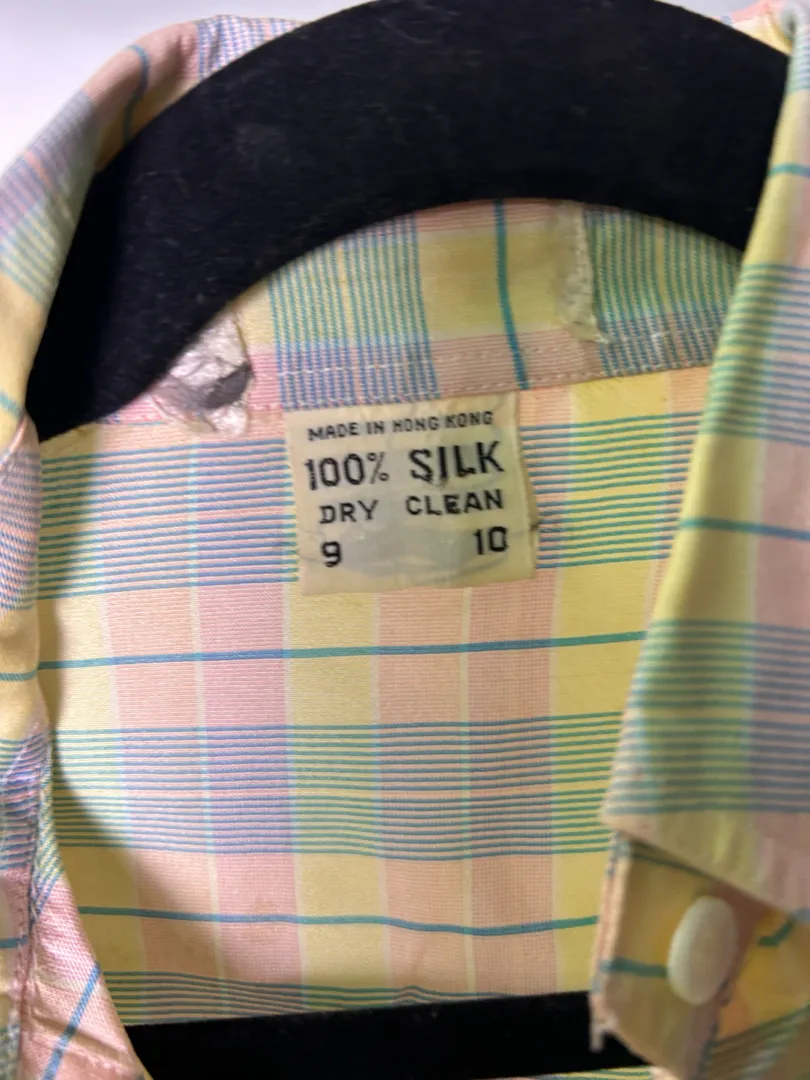 MADE IN HONG KONG
100% SILK
DRY CLEAN
9 10